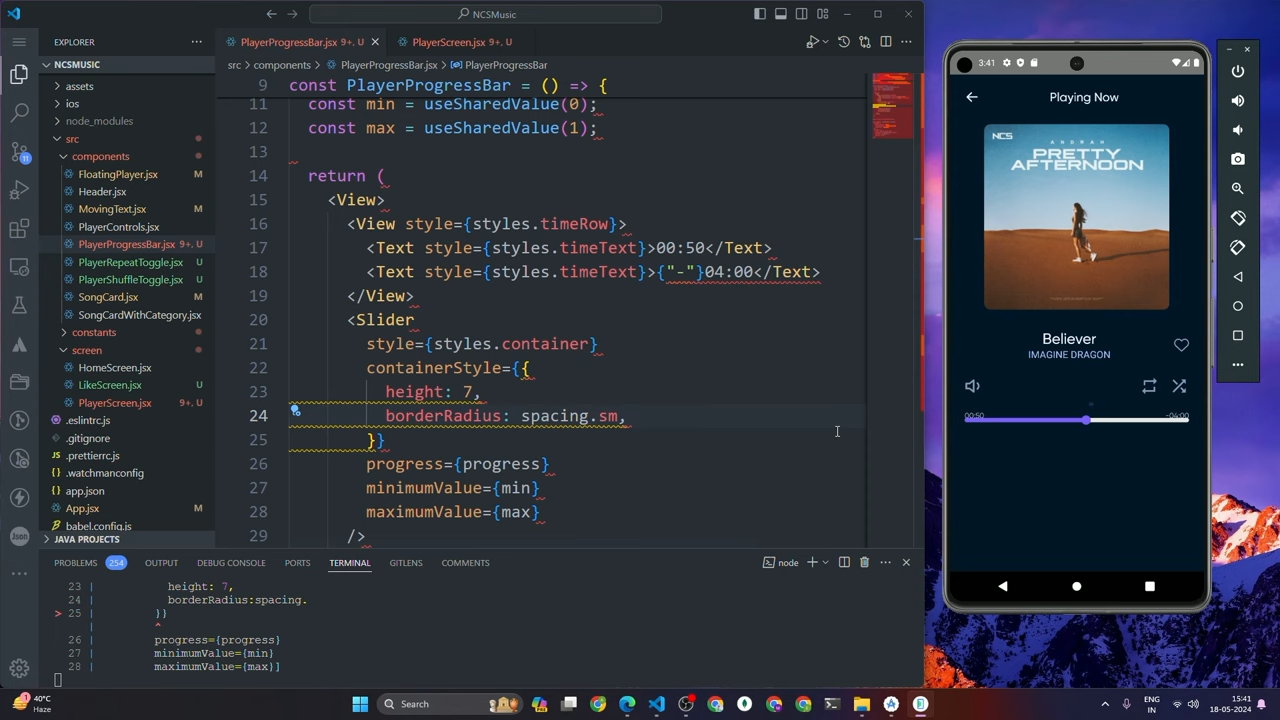 NCSMusic
EXPLORER
NCSMUSIC
assets
ios
node_modules
src
components
FloatingPlayer.jsx M
Header.jsx
MovingText.jsx M
PlayerControls.jsx
PlayerProgressBar.jsx 9+, U
PlayerRepeatToggle.jsx U
PlayerShuffleToggle.jsx U
SongCard.jsx M
SongCardWithCategory.jsx
constants
screen
HomeScreen.jsx
LikeScreen.jsx U
PlayerScreen.jsx 9+, U
.eslintrc.js
.gitignore
.prettierrc.js
.watchmanconfig
app.json
App.jsx M
babel.config.js
JAVA PROJECTS
11
Json
PlayerProgressBar.jsx 9+, U
PlayerScreen.jsx 9+, U
src > components > PlayerProgressBar.jsx > PlayerProgressBar
9 const PlayerProgressBar = () => {
11 const min = useSharedValue(0);
12 const max = useSharedValue(1);
13
14 return (
15 <View>
16 <View style={styles.timeRow}>
17 <Text style={styles.timeText}>00:50</Text>
18 <Text style={styles.timeText}>{"-"}04:00</Text>
19 </View>
20 <Slider
21 style={styles.container}
22 containerStyle={{
23 height: 7,
24 borderRadius: spacing.sm,
25 }}
26 progress={progress}
27 minimumValue={min}
28 maximumValue={max}
29 />
PROBLEMS 254 OUTPUT DEBUG CONSOLE PORTS TERMINAL GITLENS COMMENTS
node
23 | height: 7,
24 | borderRadius:spacing.
> 25 | }}
| ^
26 | progress={progress}
27 | minimumValue={min}
28 | maximumValue={max}]
3:41
Playing Now
NCS
ANDRAH
PRETTY
AFTERNOON
Believer
IMAGINE DRAGON
00:50 -04:00
1
40°C
Haze
Search
ENG
IN
15:41
18-05-2024